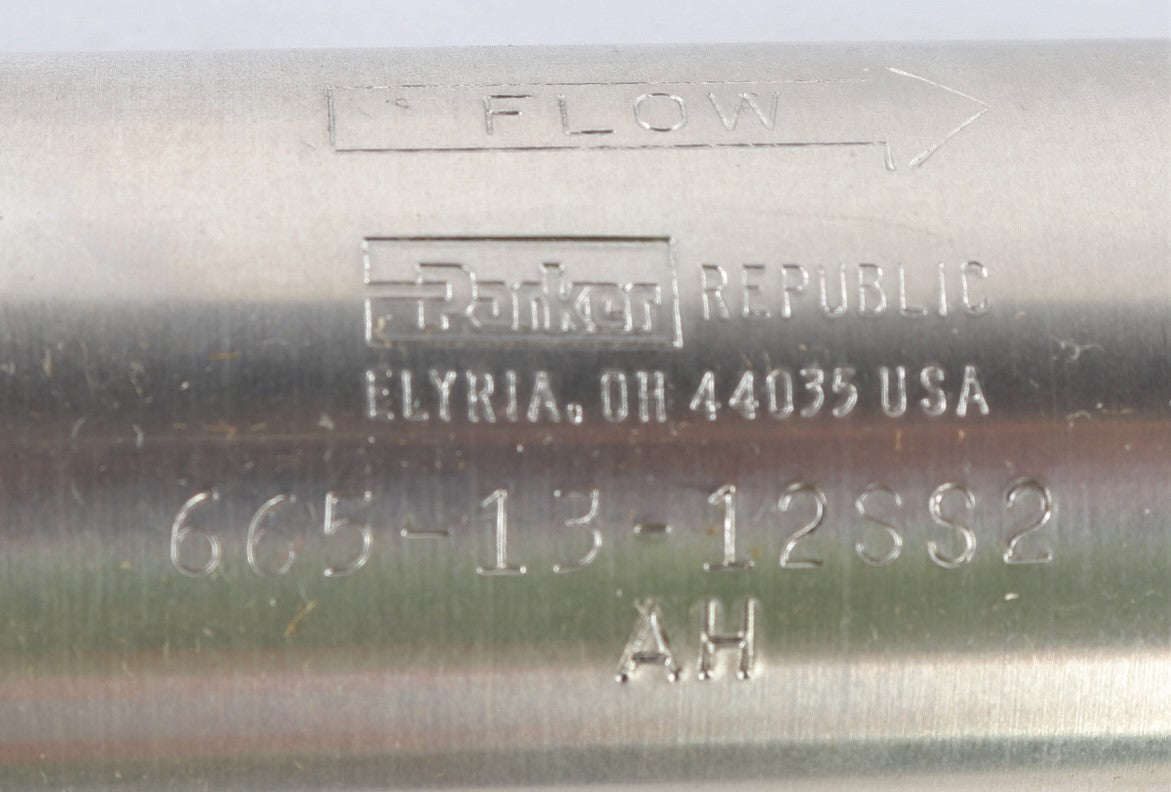 FLOW
Parker REPUBLIC
ELYRIA, OH 44035 USA
665-13-12SS2
AH